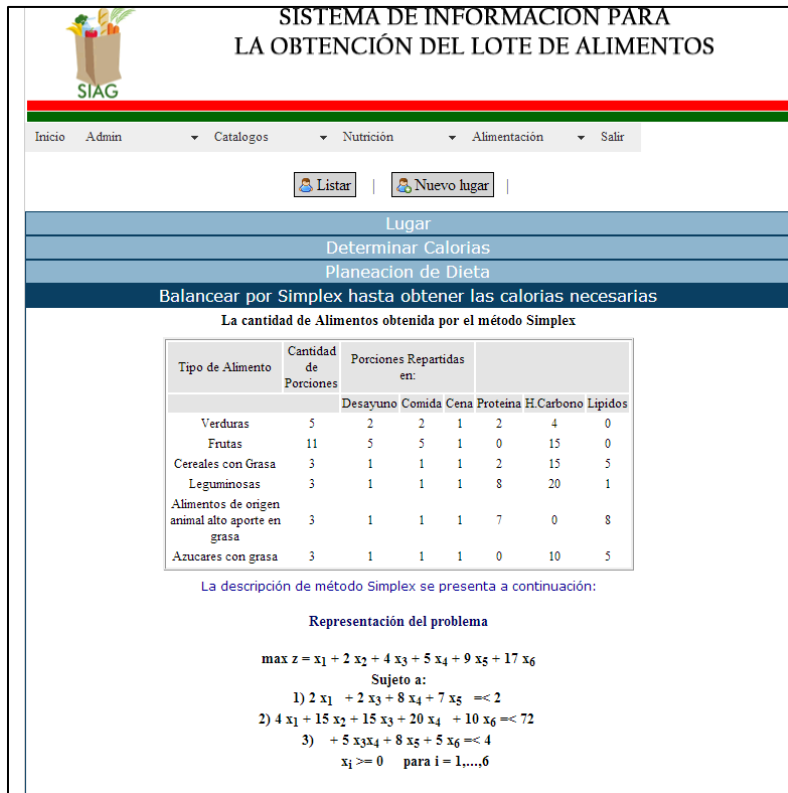 SISTEMA DE INFORMACION PARA
LA OBTENCIÓN DEL LOTE DE ALIMENTOS
SIAG
Inicio Admin Catalogos Nutrición Alimentación Salir
Listar | Nuevo lugar |
Lugar
Determinar Calorias
Planeacion de Dieta
Balancear por Simplex hasta obtener las calorias necesarias
La cantidad de Alimentos obtenida por el método Simplex
Tipo de Alimento Cantidad de Porciones Porciones Repartidas en:
Desayuno Comida Cena Proteina H.Carbono Lipidos
Verduras 5 2 2 1 2 4 0
Frutas 11 5 5 1 0 15 0
Cereales con Grasa 3 1 1 1 2 15 5
Leguminosas 3 1 1 1 8 20 1
Alimentos de origen animal alto aporte en grasa 3 1 1 1 7 0 8
Azucares con grasa 3 1 1 1 0 10 5
La descripción de método Simplex se presenta a continuación:
Representación del problema
max z = x1 + 2 x2 + 4 x3 + 5 x4 + 9 x5 + 17 x6
Sujeto a:
1) 2 x1 + 2 x3 + 8 x4 + 7 x5 =< 2
2) 4 x1 + 15 x2 + 15 x3 + 20 x4 + 10 x6 =< 72
3) + 5 x3x4 + 8 x5 + 5 x6 =< 4
xi >= 0 para i = 1,...,6